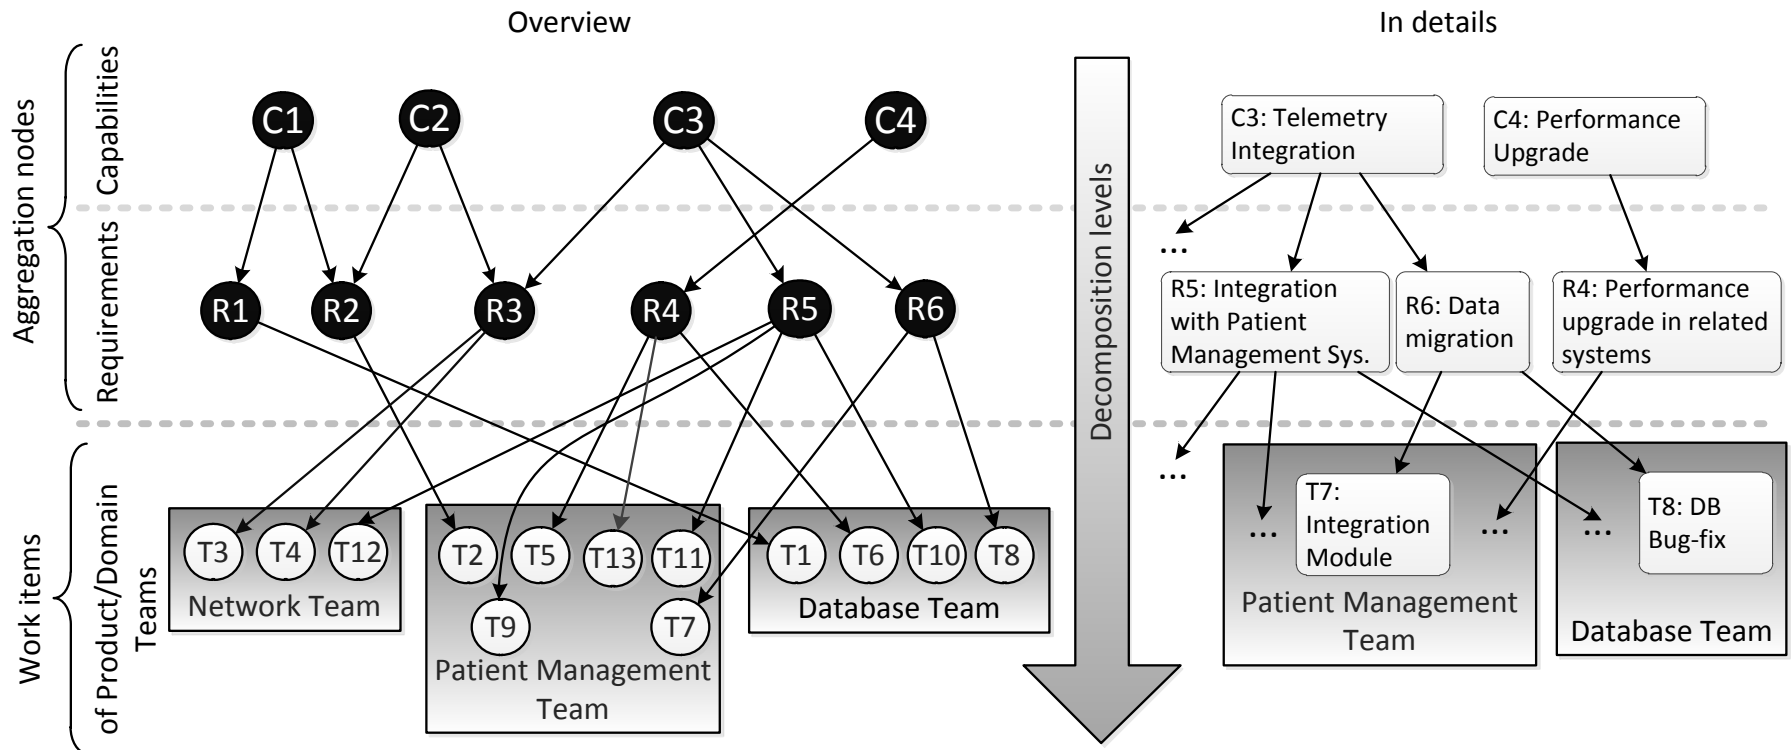 Overview
In details
Aggregation nodes
Capabilities
Requirements
Work items
of Product/Domain
Teams
C1
C2
C3
C4
R1
R2
R3
R4
R5
R6
T3
T4
T12
Network Team
T2
T5
T13
T11
T9
T7
Patient Management
Team
T1
T6
T10
T8
Database Team
Decomposition levels
C3: Telemetry
Integration
C4: Performance
Upgrade
...
R5: Integration
with Patient
Management Sys.
R6: Data
migration
R4: Performance
upgrade in related
systems
...
...
T7:
Integration
Module
...
Patient Management
Team
...
T8: DB
Bug-fix
Database Team